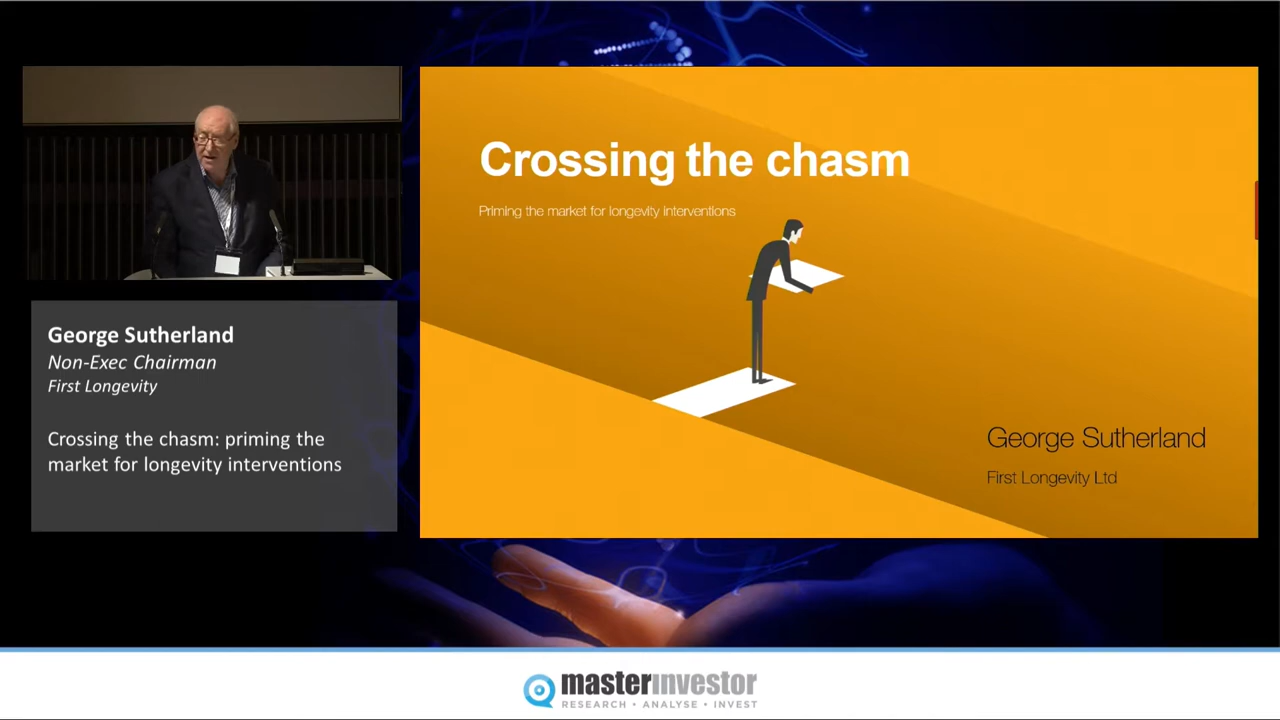 Crossing the chasm
Priming the market for longevity interventions
George Sutherland
First Longevity Ltd
George Sutherland
Non-Exec Chairman
First Longevity
Crossing the chasm: priming the
market for longevity interventions
masterinvestor
RESEARCH • ANALYSE • INVEST